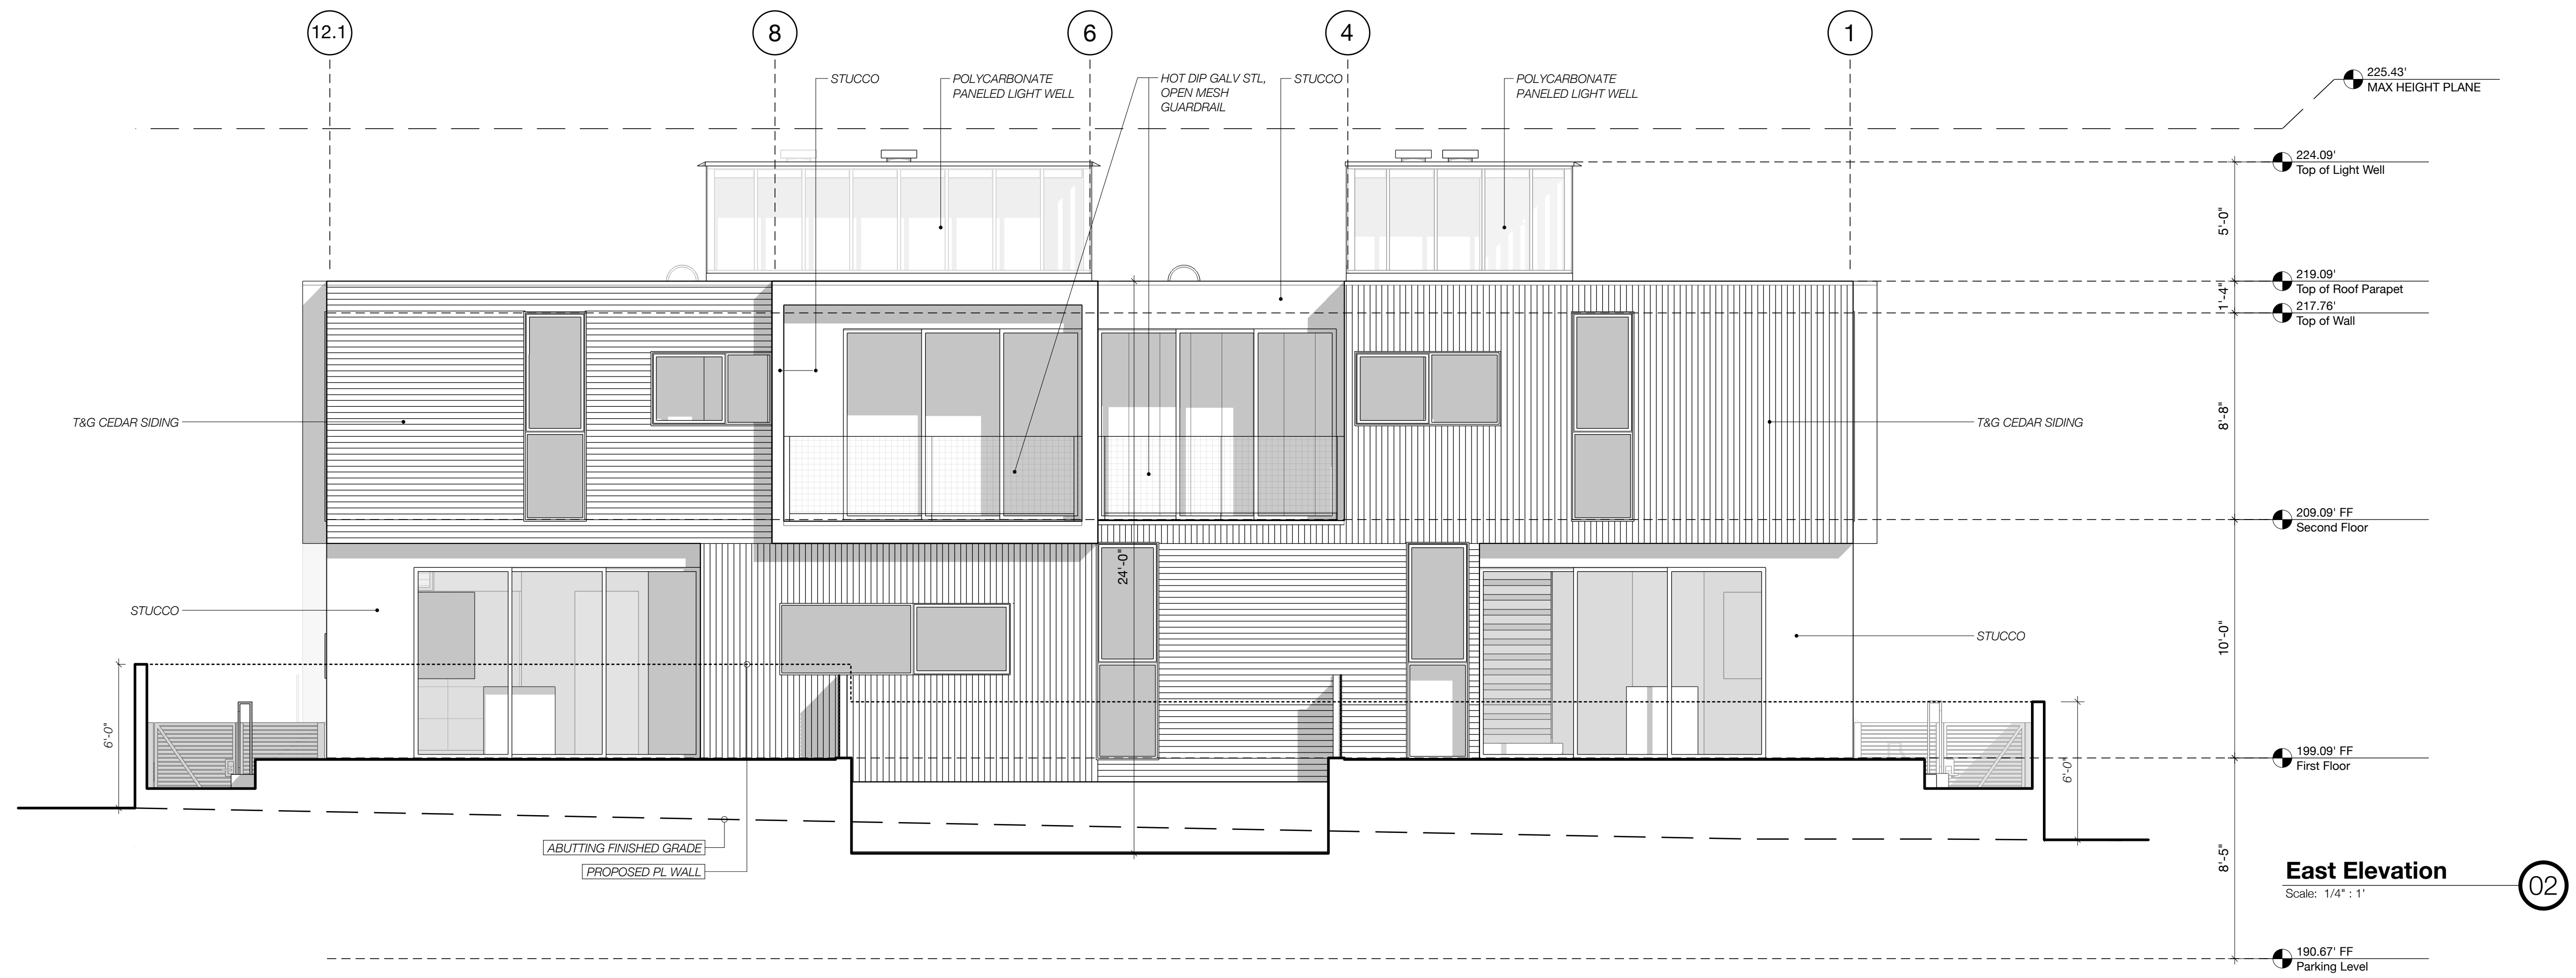 12.1
8
6
4
1
STUCCO
POLYCARBONATE
PANELED LIGHT WELL
HOT DIP GALV STL,
OPEN MESH
GUARDRAIL
STUCCO
POLYCARBONATE
PANELED LIGHT WELL
225.43'
MAX HEIGHT PLANE
224.09'
Top of Light Well
5'-0"
219.09'
Top of Roof Parapet
1'-4"
217.76'
Top of Wall
T&G CEDAR SIDING
T&G CEDAR SIDING
8'-8"
209.09' FF
Second Floor
24'-0"
STUCCO
STUCCO
10'-0"
6'-0"
6'-0"
199.09' FF
First Floor
ABUTTING FINISHED GRADE
PROPOSED PL WALL
8'-5"
East Elevation
02
Scale: 1/4" : 1'
190.67' FF
Parking Level